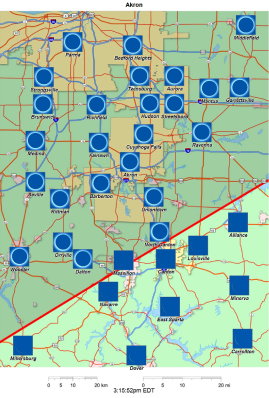 Akron
Middlefield
Parma
Bedford Heights
Strongsville
Twinsburg
Aurora
Mantua
Garrettsville
Brunswick
Richfield
Hudson
Streetsboro
Medina
Fairlawn
Cuyahoga Falls
Ravenna
Akron
Seville
Barberton
Rittman
Uniontown
North Canton
Alliance
Orrville
Louisville
Wooster
Dalton
Massillon
Canton
Navarre
Minerva
East Sparta
Millersburg
Dover
Carrollton
0 5 10 20 km
0 5 10 20 mi
3:15:52pm EDT